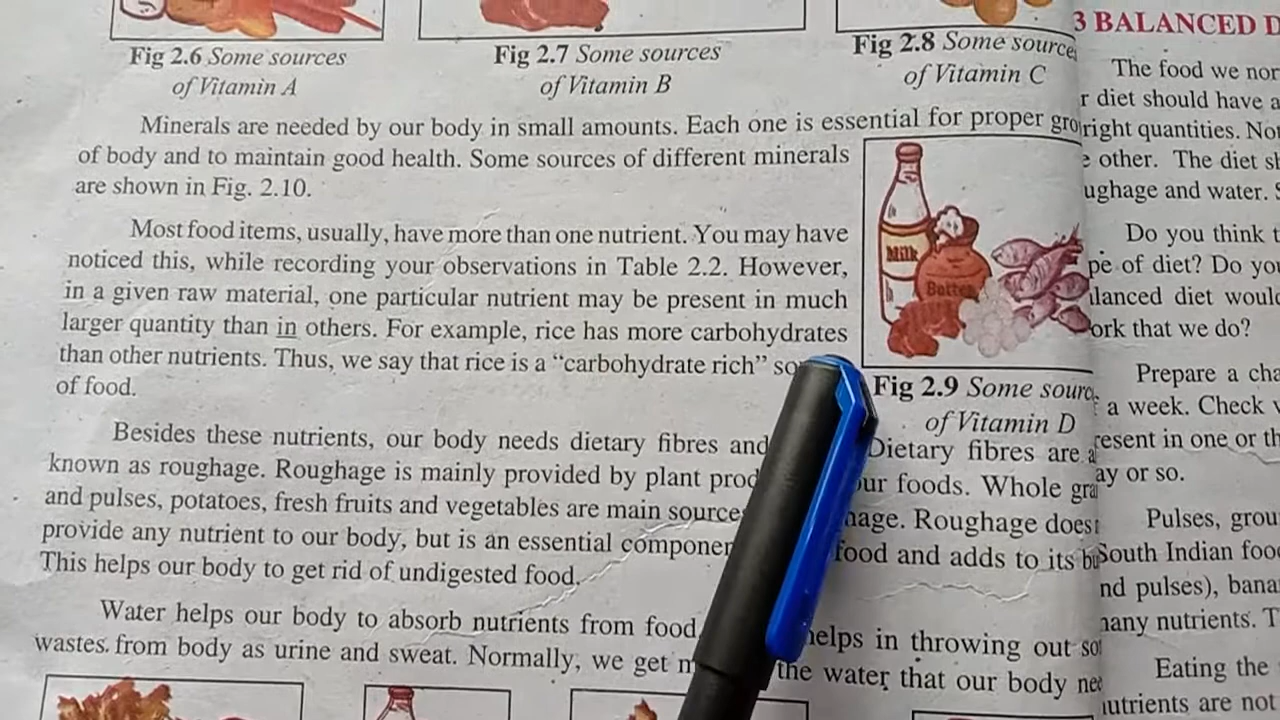 Fig 2.6 Some sources
of Vitamin A
Fig 2.7 Some sources
of Vitamin B
Fig 2.8 Some source
of Vitamin C
Minerals are needed by our body in small amounts. Each one is essential for proper gro
of body and to maintain good health. Some sources of different minerals
are shown in Fig. 2.10.
Most food items, usually, have more than one nutrient. You may have
noticed this, while recording your observations in Table 2.2. However,
in a given raw material, one particular nutrient may be present in much
larger quantity than in others. For example, rice has more carbohydrates
than other nutrients. Thus, we say that rice is a “carbohydrate rich” so
of food.
Milk
Butter
Fig 2.9 Some sourc
of Vitamin D
Besides these nutrients, our body needs dietary fibres and Dietary fibres are a
known as roughage. Roughage is mainly provided by plant prod our foods. Whole gra
and pulses, potatoes, fresh fruits and vegetables are main source hage. Roughage does
provide any nutrient to our body, but is an essential componen food and adds to its bu
This helps our body to get rid of undigested food.
Water helps our body to absorb nutrients from food helps in throwing out so
wastes. from body as urine and sweat. Normally, we get m the water that our body nee
3 BALANCED D
The food we nor
r diet should have a
right quantities. No
e other. The diet sh
ughage and water. S
Do you think t
pe of diet? Do you
lanced diet would
ork that we do?
Prepare a cha
a week. Check
resent in one or th
ay or so.
Pulses, grou
South Indian food
nd pulses), bana
many nutrients. T
Eating the
nutrients are not